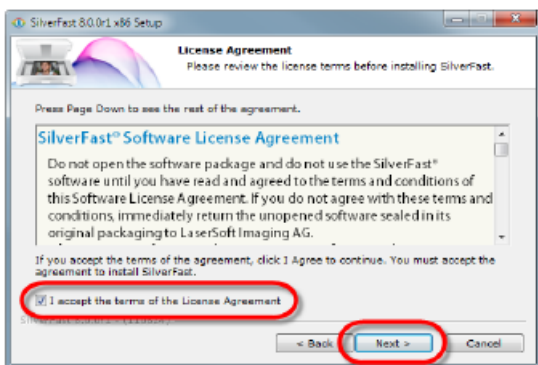 SilverFast 8.0.0r1 x86 Setup
License Agreement
Please review the license terms before installing SilverFast.
Press Page Down to see the rest of the agreement.
SilverFast® Software License Agreement
Do not open the software package and do not use the SilverFast®
software until you have read and agreed to the terms and conditions of
this Software License Agreement. If you do not agree with these terms and
conditions, immediately return the unopened software sealed in its
original packaging to LaserSoft Imaging AG.
If you accept the terms of the agreement, click I Agree to continue. You must accept the
agreement to install SilverFast.
I accept the terms of the License Agreement
< Back
Next >
Cancel